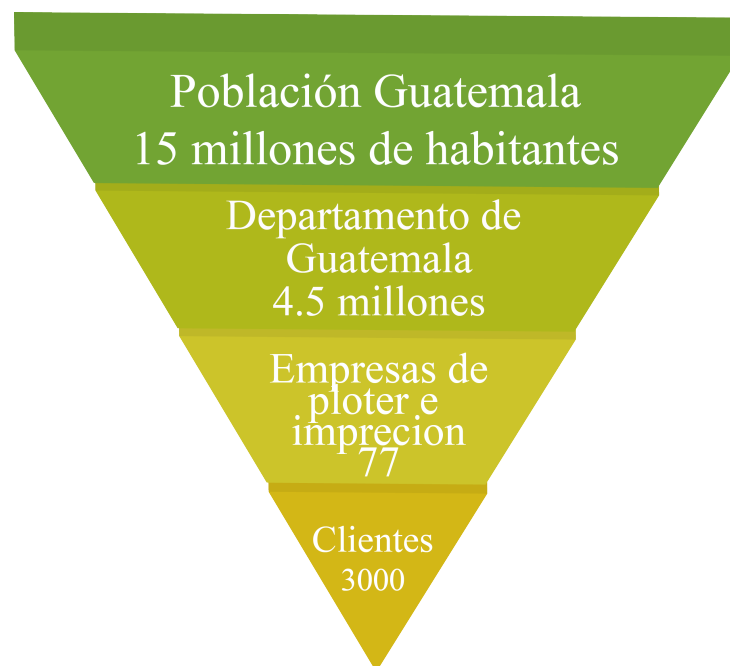 Población Guatemala
15 millones de habitantes
Departamento de
Guatemala
4.5 millones
Empresas de
ploter e
imprecion
77
Clientes
3000